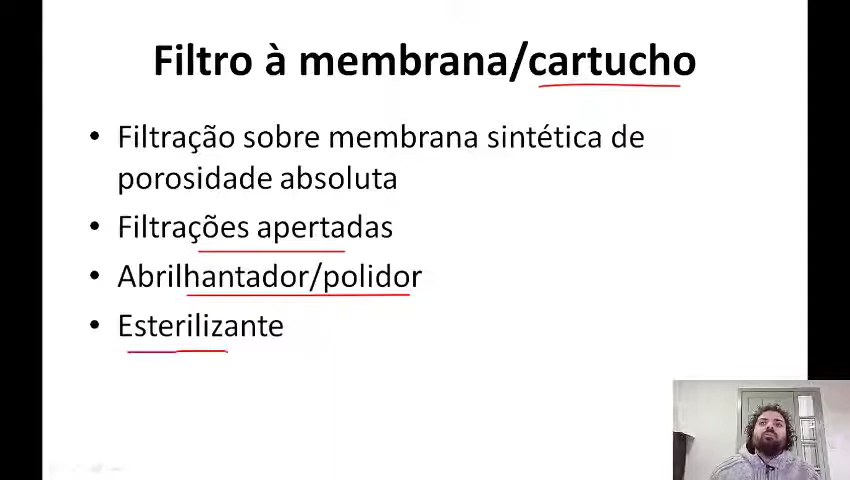 Filtro à membrana/cartucho
• Filtração sobre membrana sintética de
porosidade absoluta
• Filtrações apertadas
• Abrilhantador/polidor
• Esterilizante